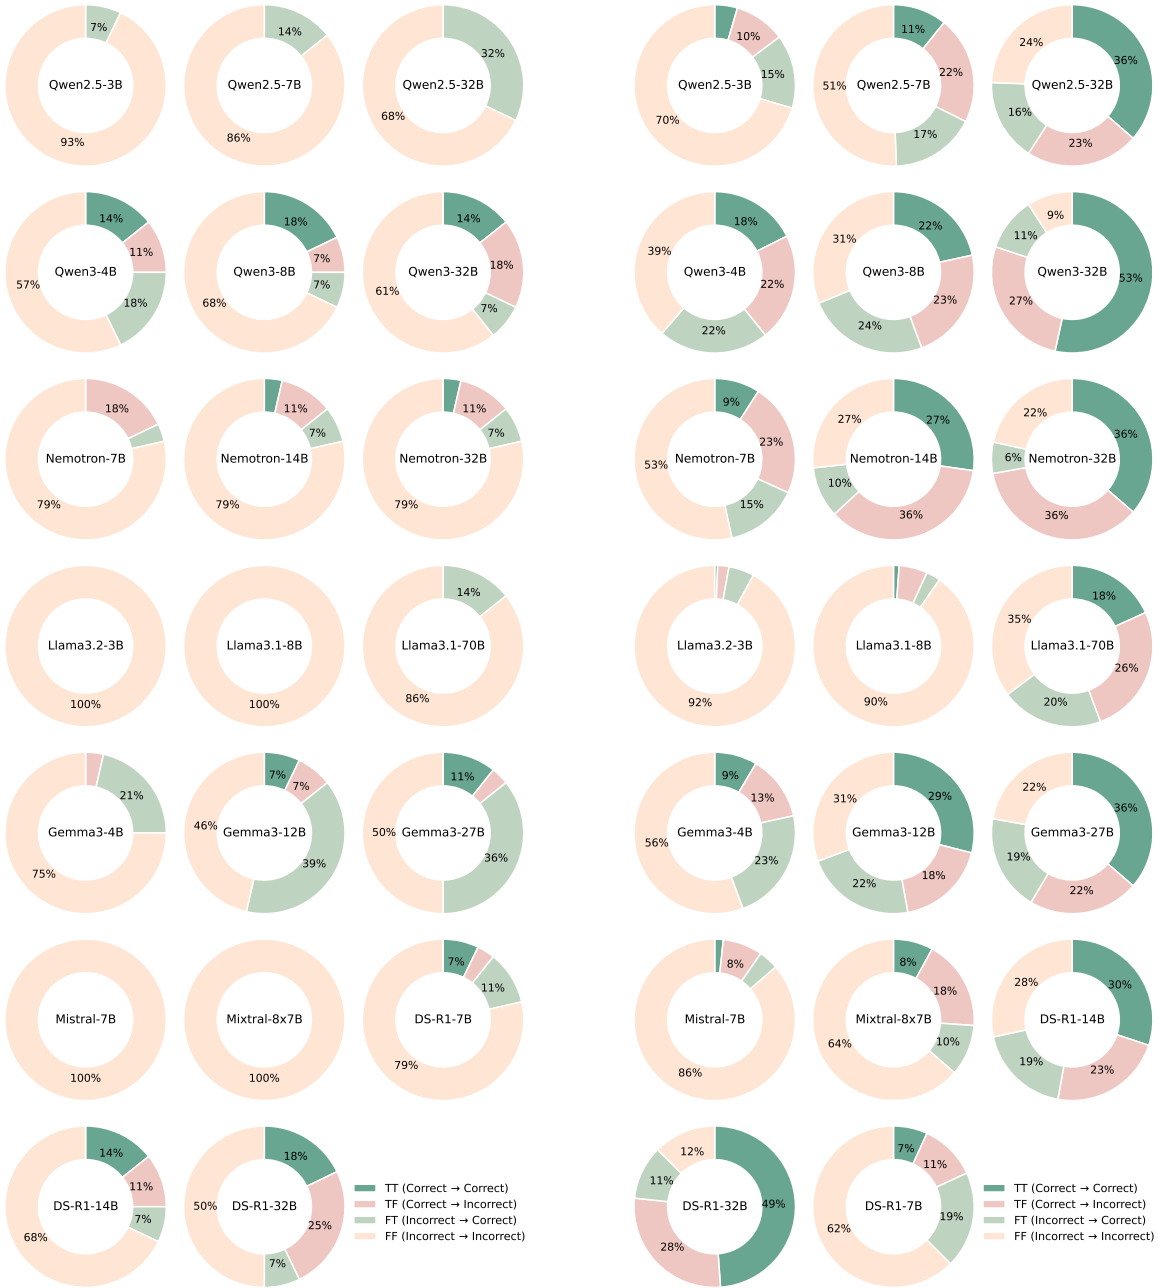 7%
Qwen2.5-3B
93%
14%
Qwen2.5-7B
86%
32%
Qwen2.5-32B
68%
10%
15%
Qwen2.5-3B
70%
11%
22%
17%
Qwen2.5-7B
51%
36%
23%
16%
Qwen2.5-32B
24%
14%
11%
18%
Qwen3-4B
57%
18%
7%
7%
Qwen3-8B
68%
14%
18%
7%
Qwen3-32B
61%
18%
22%
22%
Qwen3-4B
39%
22%
23%
24%
Qwen3-8B
31%
53%
27%
11%
Qwen3-32B
9%
18%
Nemotron-7B
79%
11%
7%
Nemotron-14B
79%
11%
7%
Nemotron-32B
79%
9%
23%
15%
Nemotron-7B
53%
27%
36%
10%
Nemotron-14B
27%
36%
36%
6%
Nemotron-32B
22%
Llama3.2-3B
100%
Llama3.1-8B
100%
14%
Llama3.1-70B
86%
Llama3.2-3B
92%
Llama3.1-8B
90%
18%
26%
20%
Llama3.1-70B
35%
21%
Gemma3-4B
75%
7%
7%
39%
Gemma3-12B
46%
11%
36%
Gemma3-27B
50%
9%
13%
23%
Gemma3-4B
56%
29%
18%
22%
Gemma3-12B
31%
36%
22%
19%
Gemma3-27B
22%
Mistral-7B
100%
Mixtral-8x7B
100%
7%
11%
DS-R1-7B
79%
8%
Mistral-7B
86%
8%
18%
10%
Mixtral-8x7B
64%
30%
23%
19%
DS-R1-14B
28%
14%
11%
7%
DS-R1-14B
68%
18%
25%
7%
DS-R1-32B
50%
TT (Correct → Correct)
TF (Correct → Incorrect)
FT (Incorrect → Correct)
FF (Incorrect → Incorrect)
49%
28%
11%
DS-R1-32B
12%
7%
11%
19%
DS-R1-7B
62%
TT (Correct → Correct)
TF (Correct → Incorrect)
FT (Incorrect → Correct)
FF (Incorrect → Incorrect)